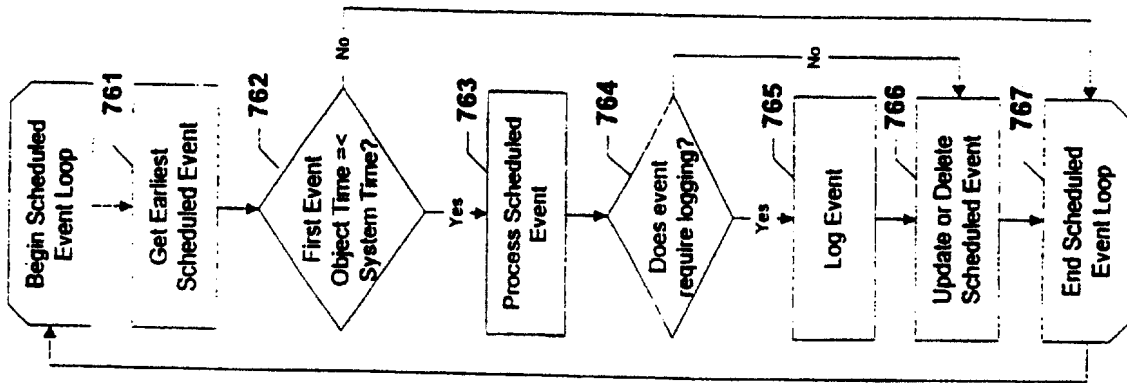 Begin Scheduled
Event Loop
761
Get Earliest
Scheduled Event
762
First Event
Object Time =<
System Time?
No
Yes
763
Process Scheduled
Event
764
Does event
require logging?
No
Yes
765
Log Event
766
Update or Delete
Scheduled Event
767
End Scheduled
Event Loop